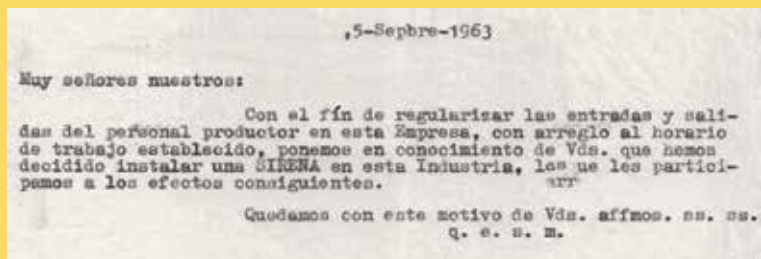 ,5-Sepbre-1963
Muy señores nuestros:
Con el fín de regularizar las entradas y sali-
das del personal productor en esta Empresa, con arreglo al horario
de trabajo establecido, ponemos en conocimiento de Vds. que hemos
decidido instalar una SIRENA en esta Industria, ue les partici-
pamos a los efectos consiguientes.
Quedamos con este motivo de Vds. affmos. ss. ss.
q. e. s. m.